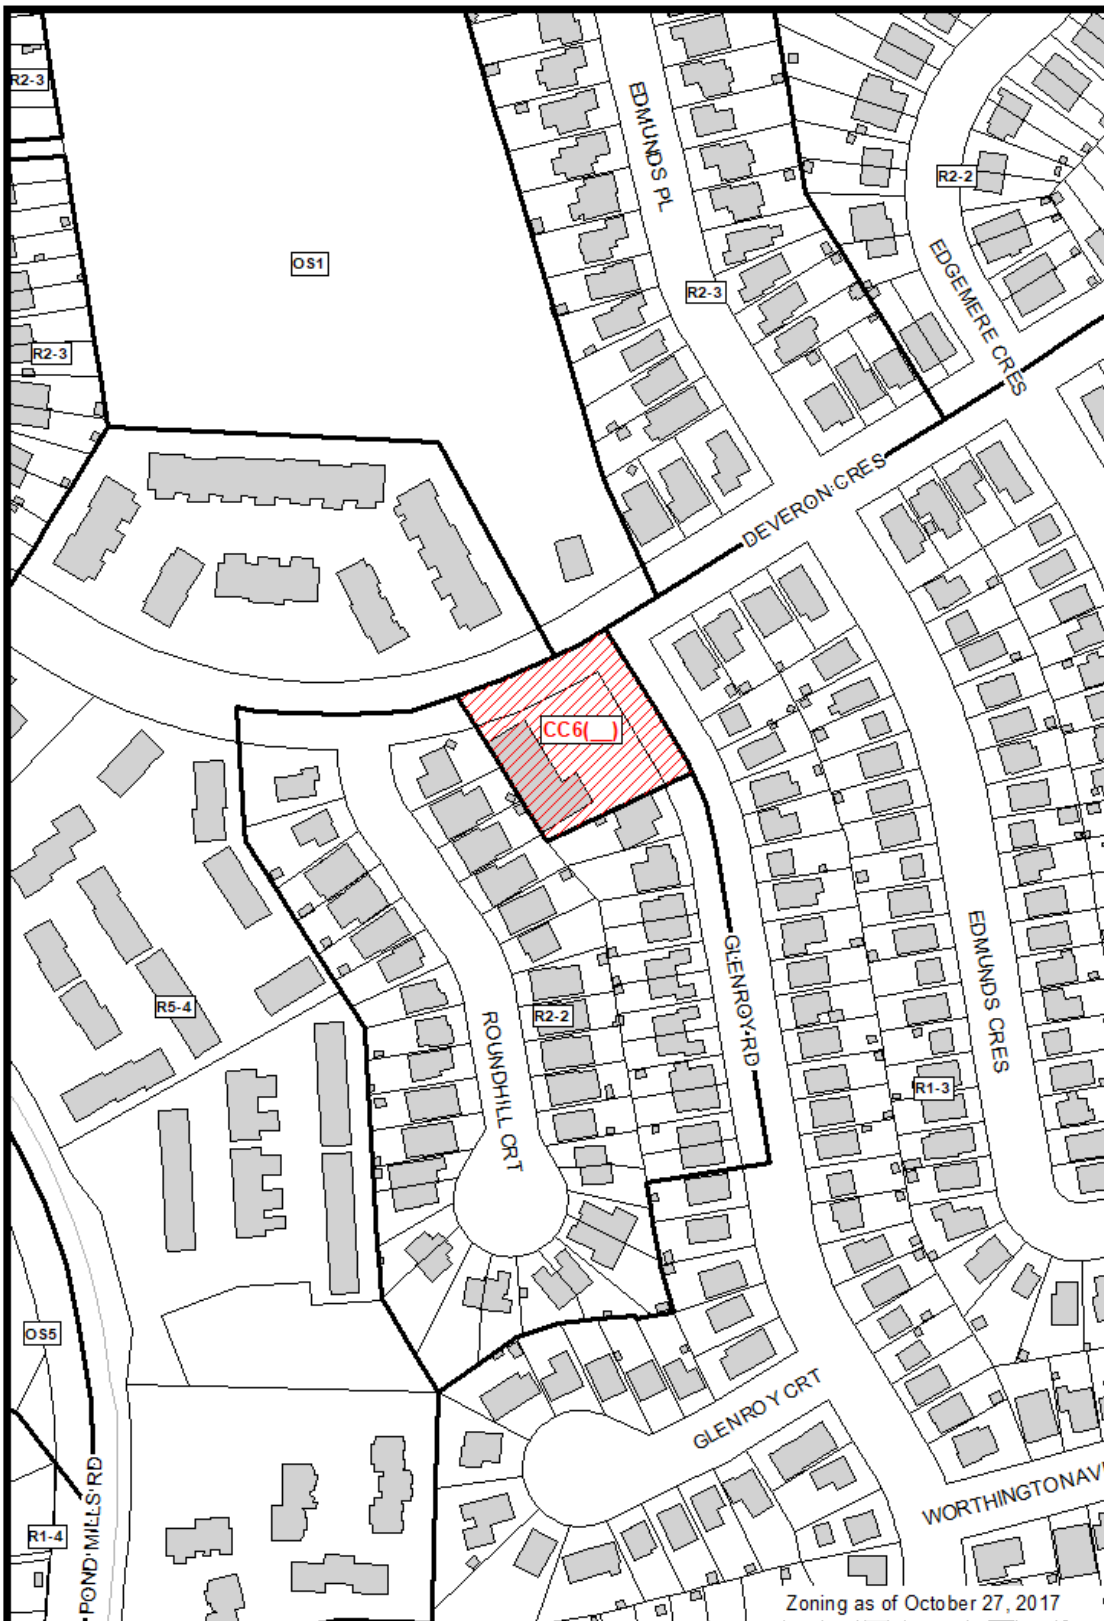 R2-3
EDMUNDS PL
R2-2
OS1
EDGEMERE CRES
R2-3
R2-3
DEVERON CRES
CC6(__)
GLENROY RD
EDMUNDS CRES
R5-4
R2-2
ROUNDHILL CRT
R1-3
OS5
GLENROY CRT
POND MILLS RD
WORTHINGTON AV
R1-4
Zoning as of October 27, 2017